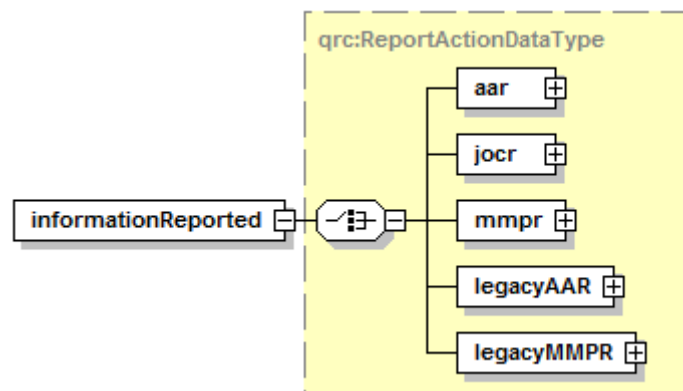 qrc:ReportActionDataType
aar
jocr
informationReported
mmpr
legacyAAR
legacyMMPR